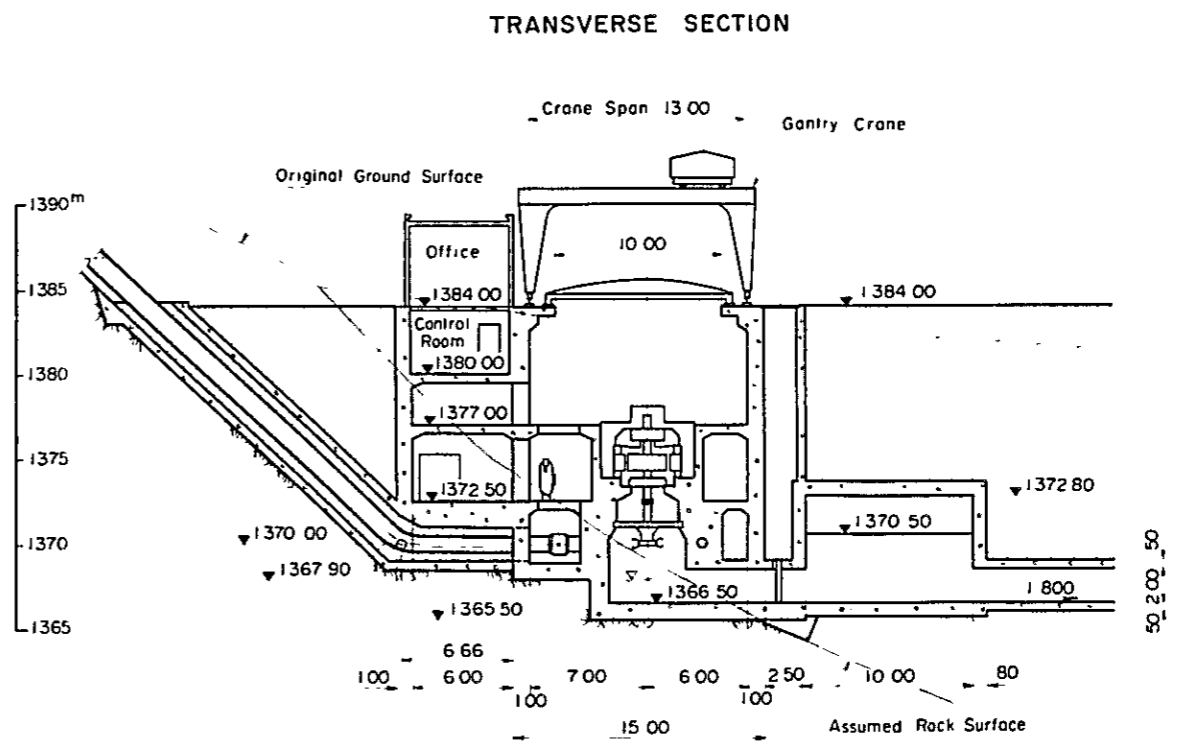 TRANSVERSE SECTION
Crane Span 13 00
Gantry Crane
Original Ground Surface
1390m
Office
10 00
1385
1384 00
1384 00
Control
Room
1380
1380 00
1377 00
1375
1372 50
1372 80
1370 00
1370 50
1370
1367 90
1366 50
1 800
50 2 00 50
1365 50
1365
6 66
1 00
6 00
7 00
6 00
2 50
10 00
80
1 00
1 00
15 00
Assumed Rock Surface